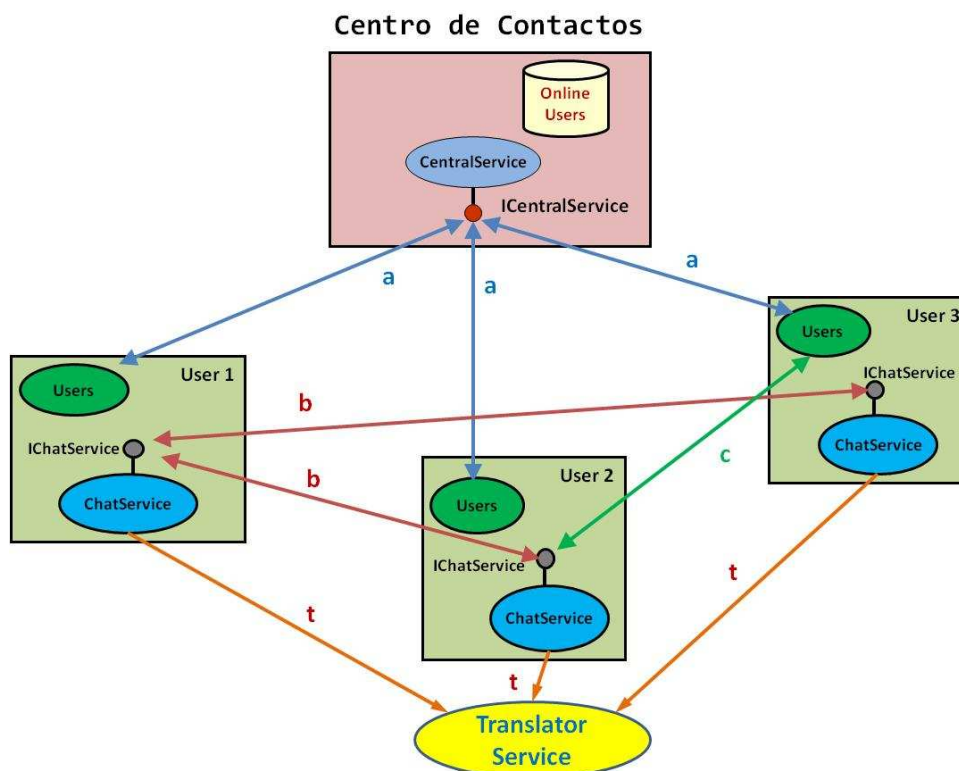 Centro de Contactos
Online
Users
CentralService
ICentralService
a
a
a
User 3
Users
IChatService
ChatService
User 1
Users
IChatService
ChatService
b
b
c
User 2
Users
IChatService
ChatService
t
t
t
Translator
Service